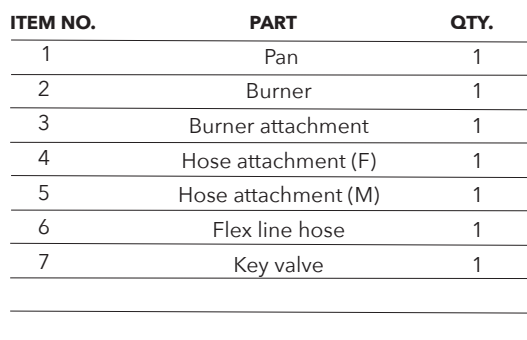 ITEM NO. PART QTY.
1 Pan 1
2 Burner 1
3 Burner attachment 1
4 Hose attachment (F) 1
5 Hose attachment (M) 1
6 Flex line hose 1
7 Key valve 1